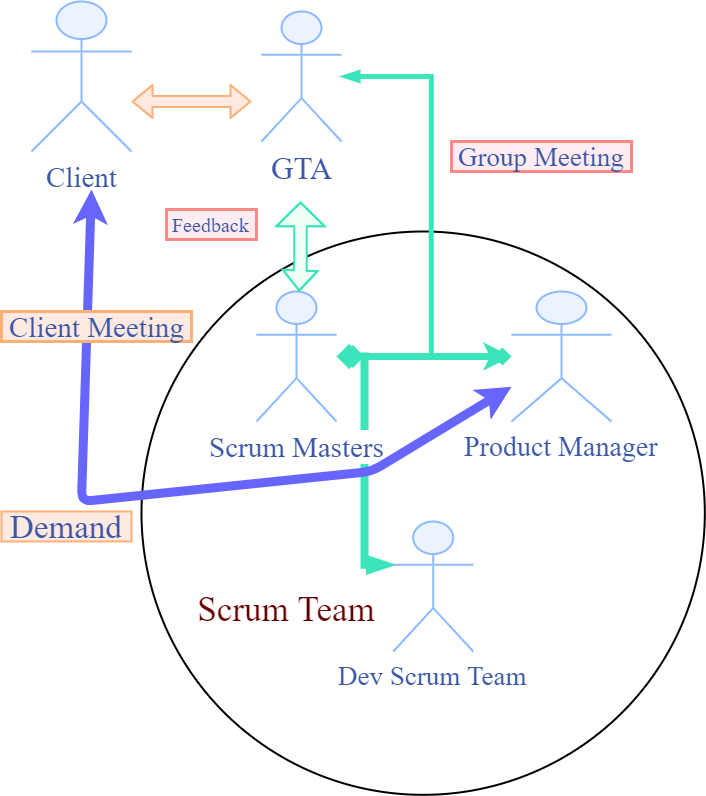 Client
GTA
Group Meeting
Feedback
Client Meeting
Scrum Masters
Product Manager
Demand
Scrum Team
Dev Scrum Team